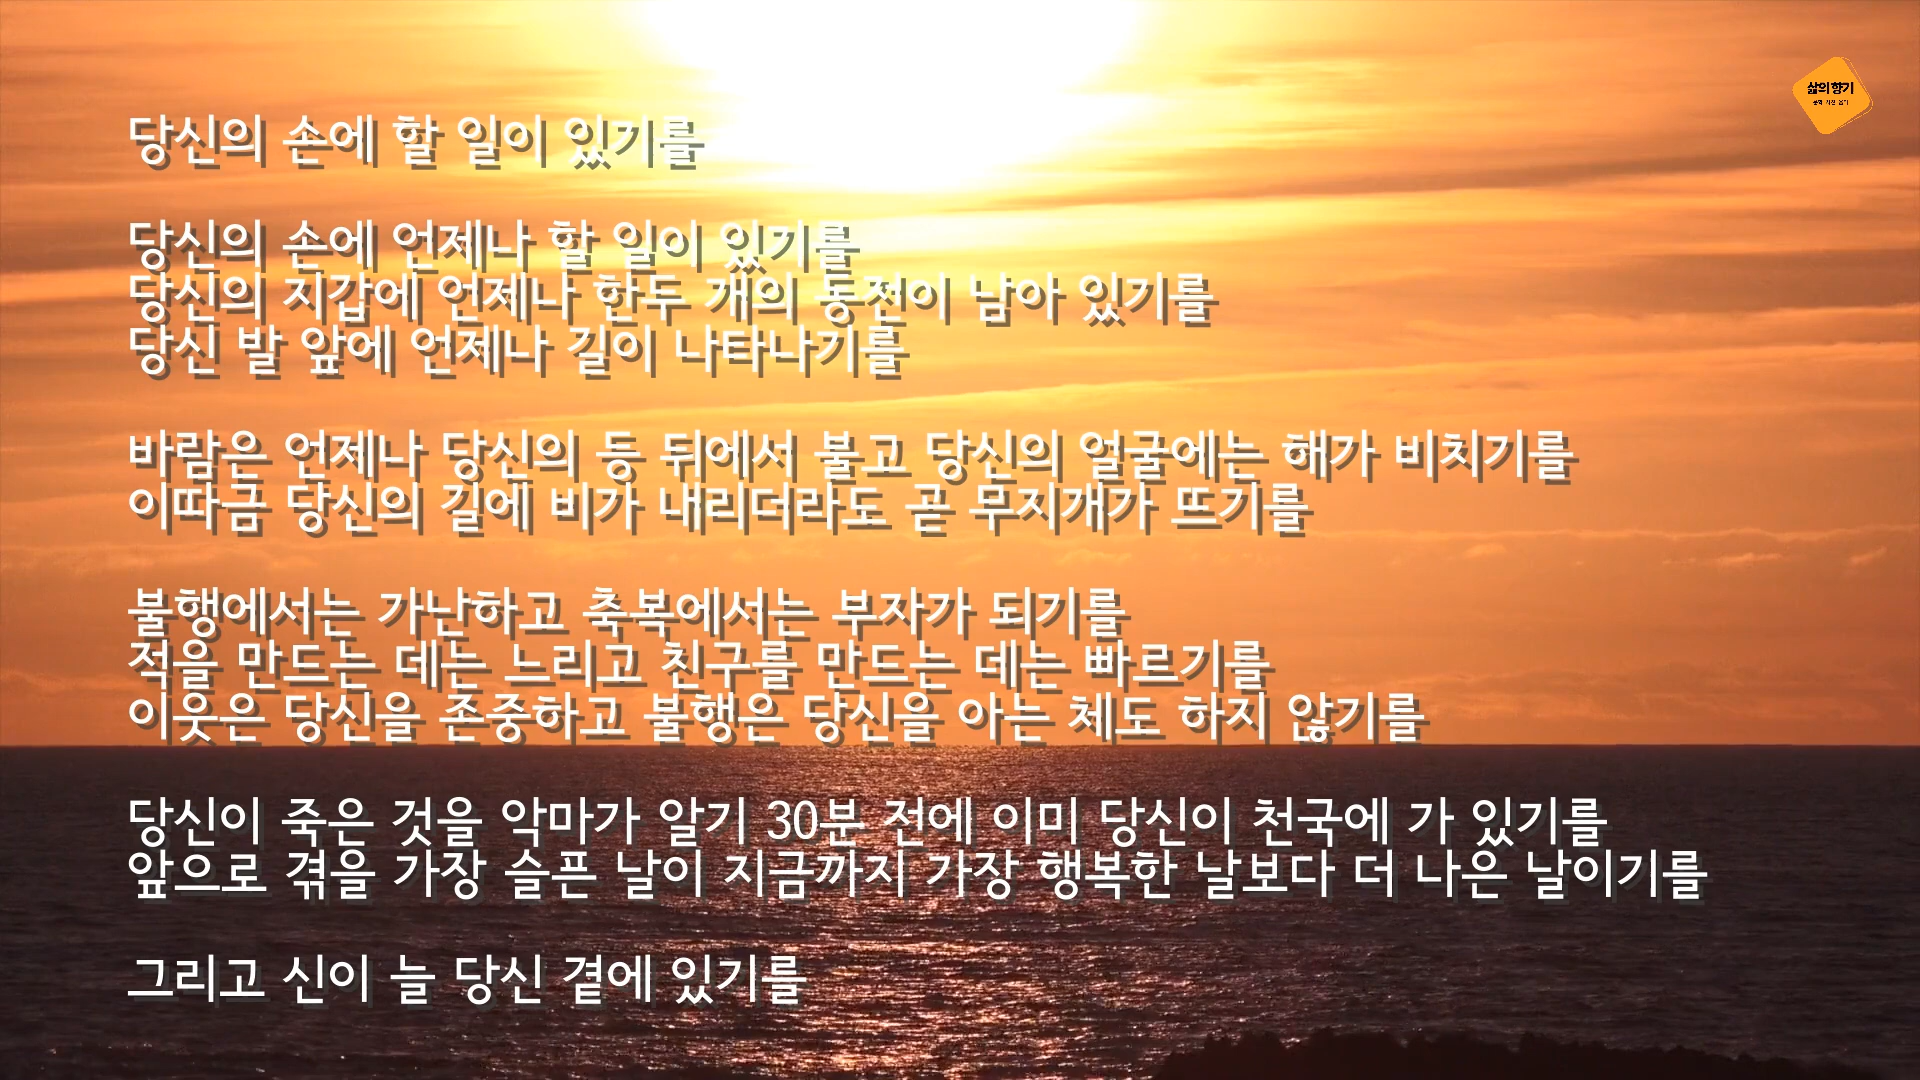 삶의 향기
당신의 손에 할 일이 있기를
당신의 손에 언제나 할 일이 있기를
당신의 지갑에 언제나 한두 개의 동전이 남아 있기를
당신 발 앞에 언제나 길이 나타나기를
바람은 언제나 당신의 등 뒤에서 불고 당신의 얼굴에는 해가 비치기를
이따금 당신의 길에 비가 내리더라도 곧 무지개가 뜨기를
불행에서는 가난하고 축복에서는 부자가 되기를
적을 만드는 데는 느리고 친구를 만드는 데는 빠르기를
이웃은 당신을 존중하고 불행은 당신을 아는 체도 하지 않기를
당신이 죽은 것을 악마가 알기 30분 전에 이미 당신이 천국에 가 있기를
앞으로 겪을 가장 슬픈 날이 지금까지 가장 행복한 날보다 더 나은 날이기를
그리고 신이 늘 당신 곁에 있기를